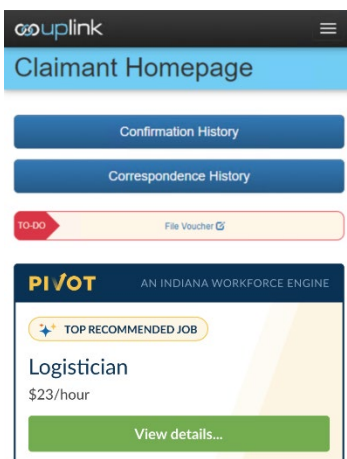 uplink
Claimant Homepage
Confirmation History
Correspondence History
TO-DO File Voucher
PIVOT AN INDIANA WORKFORCE ENGINE
TOP RECOMMENDED JOB
Logistician
$23/hour
View details...